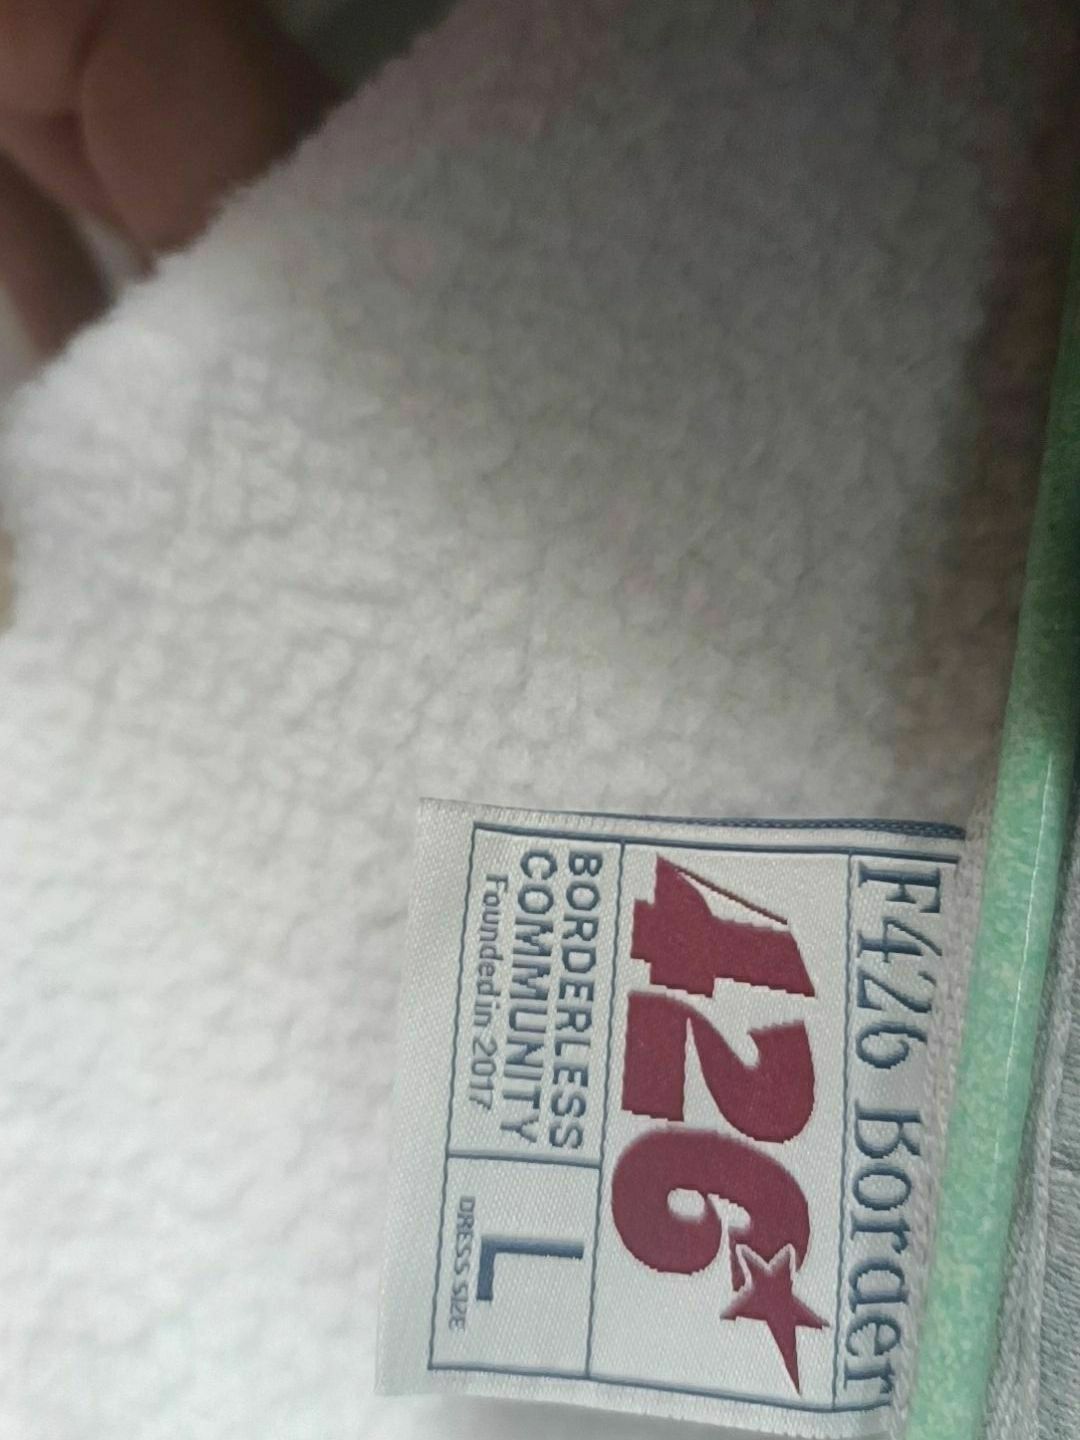 F426 Border
426
BORDERLESS
COMMUNITY
Founded in 2017
L
DRESS SIZE